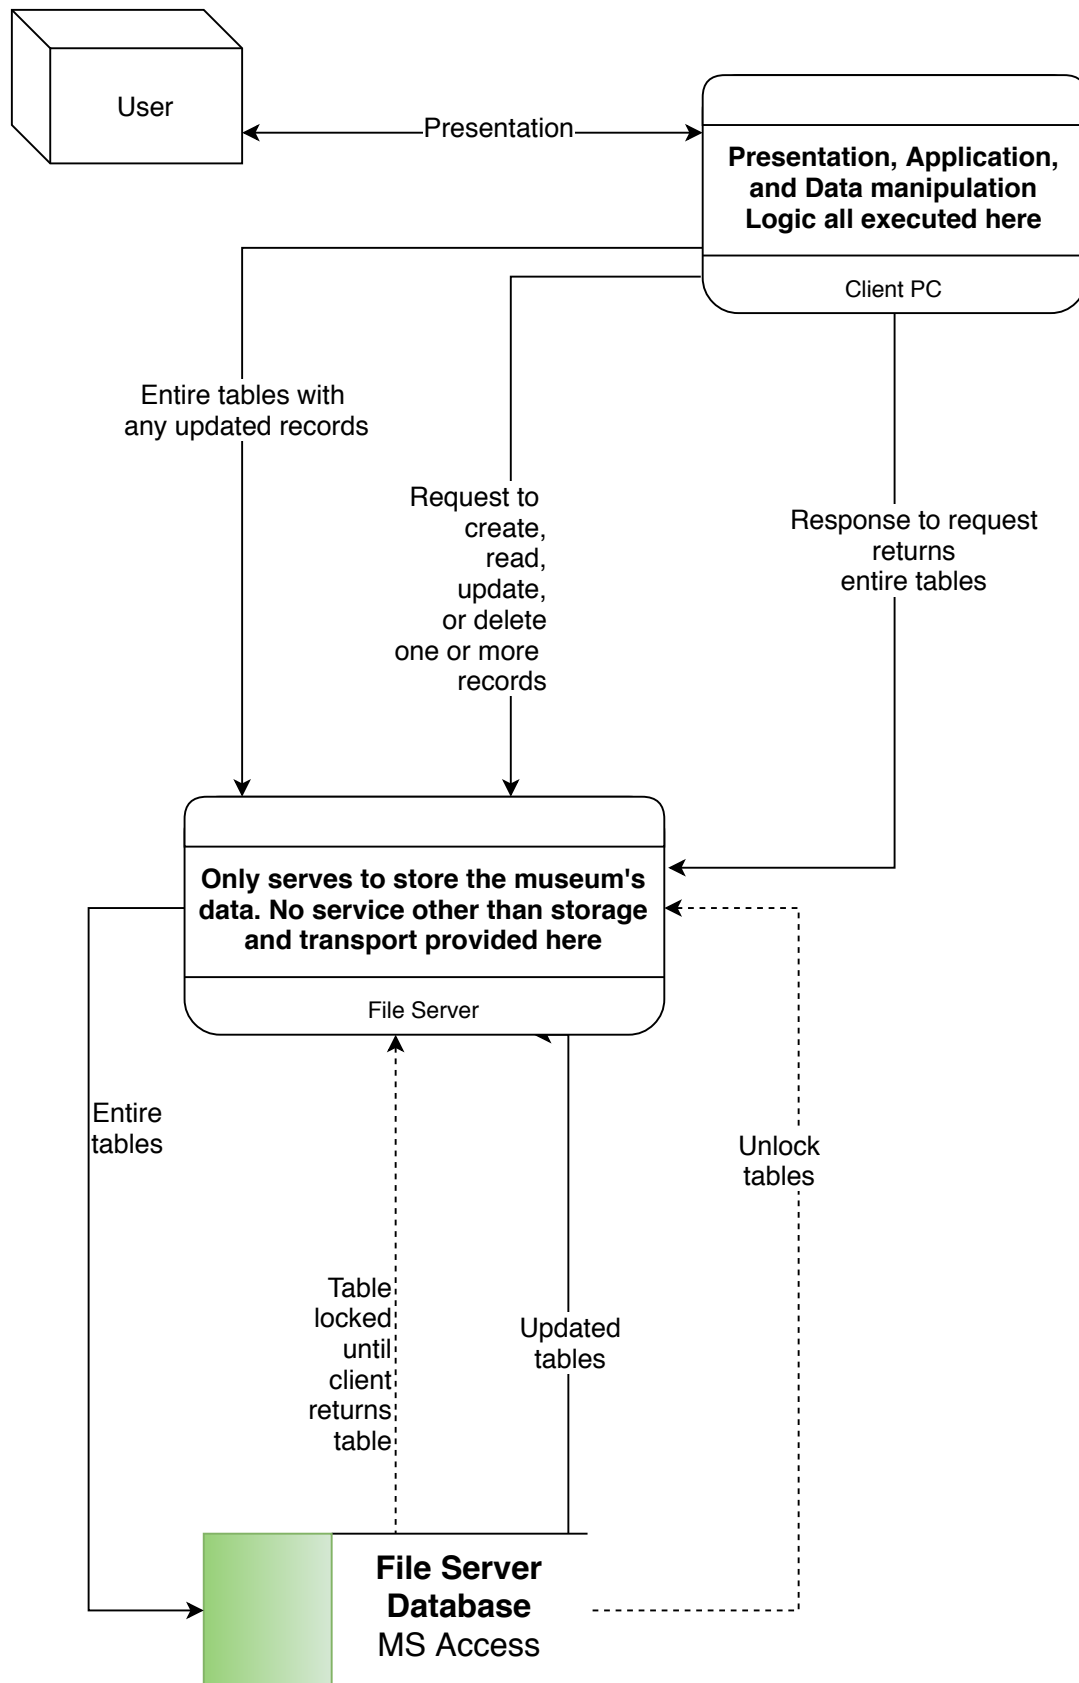 User
Presentation
Presentation, Application,
and Data manipulation
Logic all executed here
Client PC
Entire tables with
any updated records
Request to
create,
read,
update,
or delete
one or more
records
Response to request
returns
entire tables
Only serves to store the museum's
data. No service other than storage
and transport provided here
File Server
Entire
tables
Unlock
tables
Table
locked
until
client
returns
table
Updated
tables
File Server
Database
MS Access